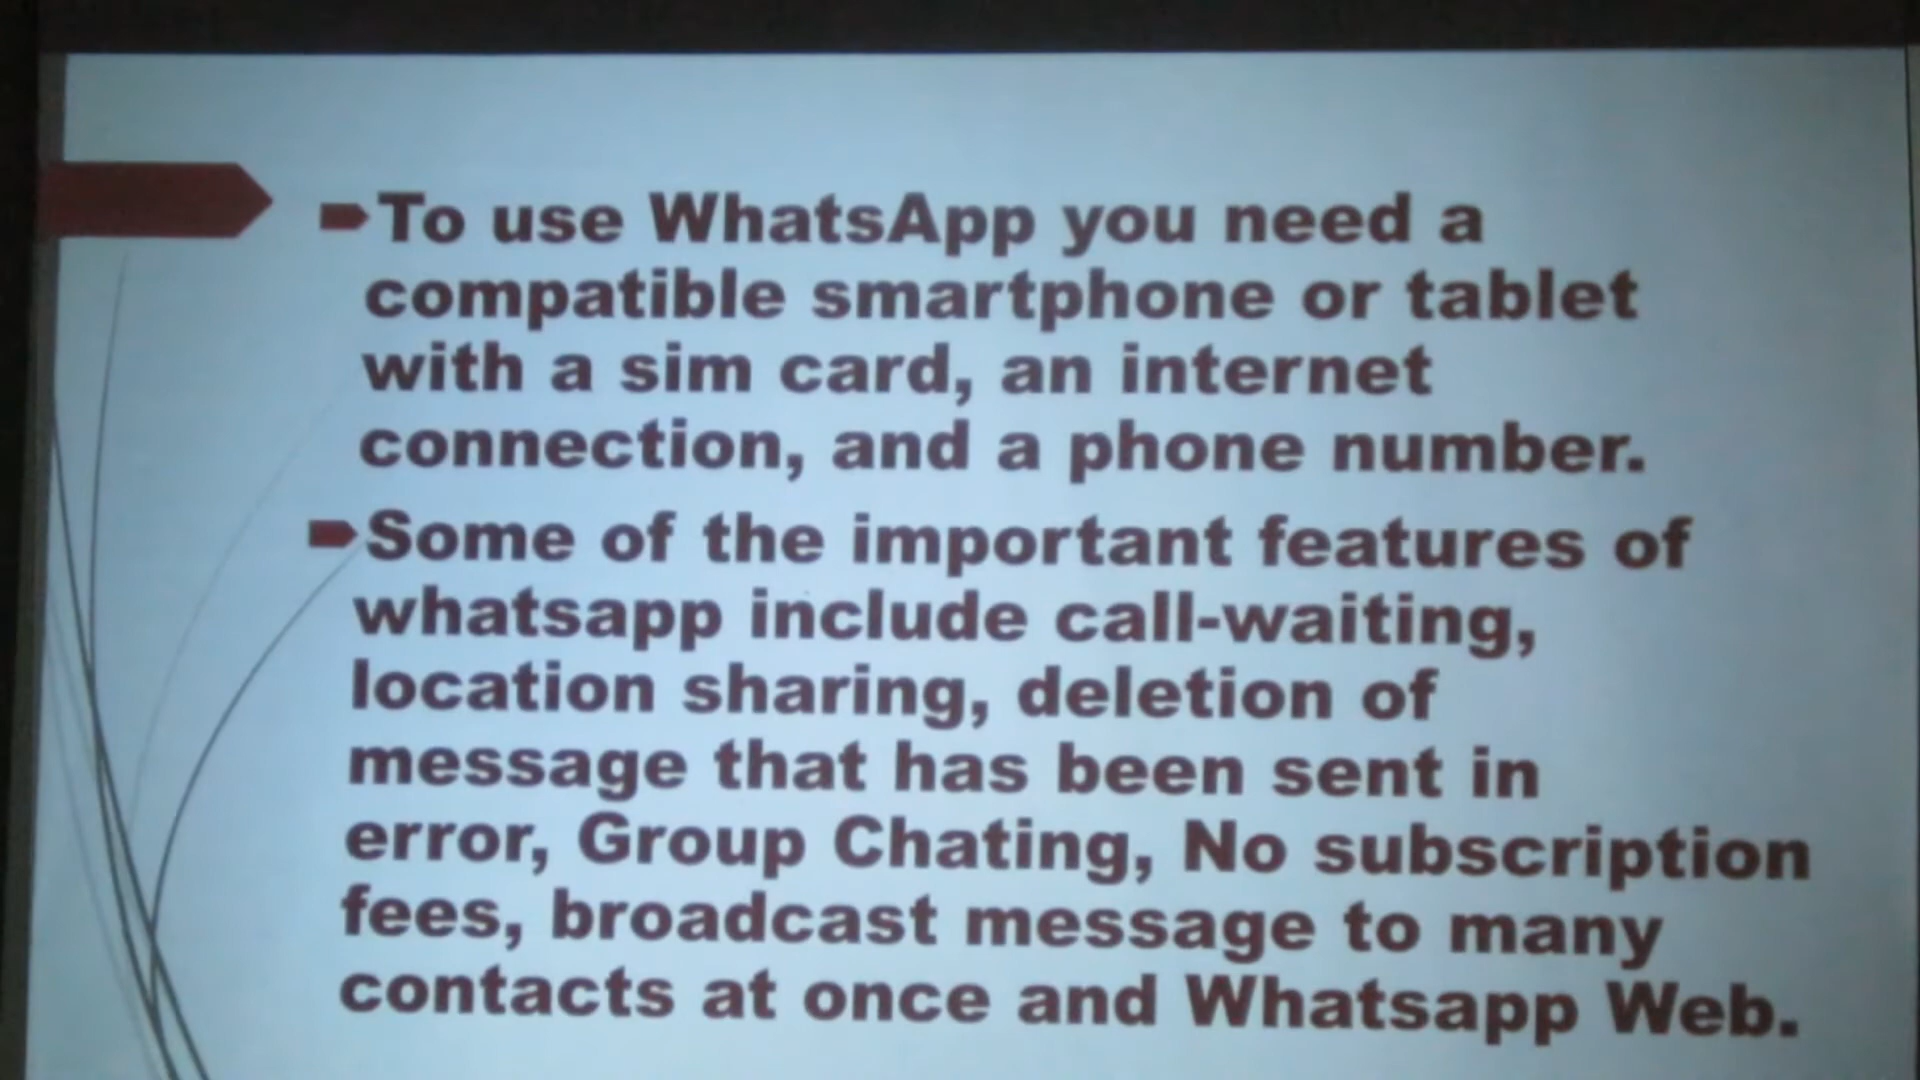 To use WhatsApp you need a
compatible smartphone or tablet
with a sim card, an internet
connection, and a phone number.
Some of the important features of
whatsapp include call-waiting,
location sharing, deletion of
message that has been sent in
error, Group Chating, No subscription
fees, broadcast message to many
contacts at once and Whatsapp Web.